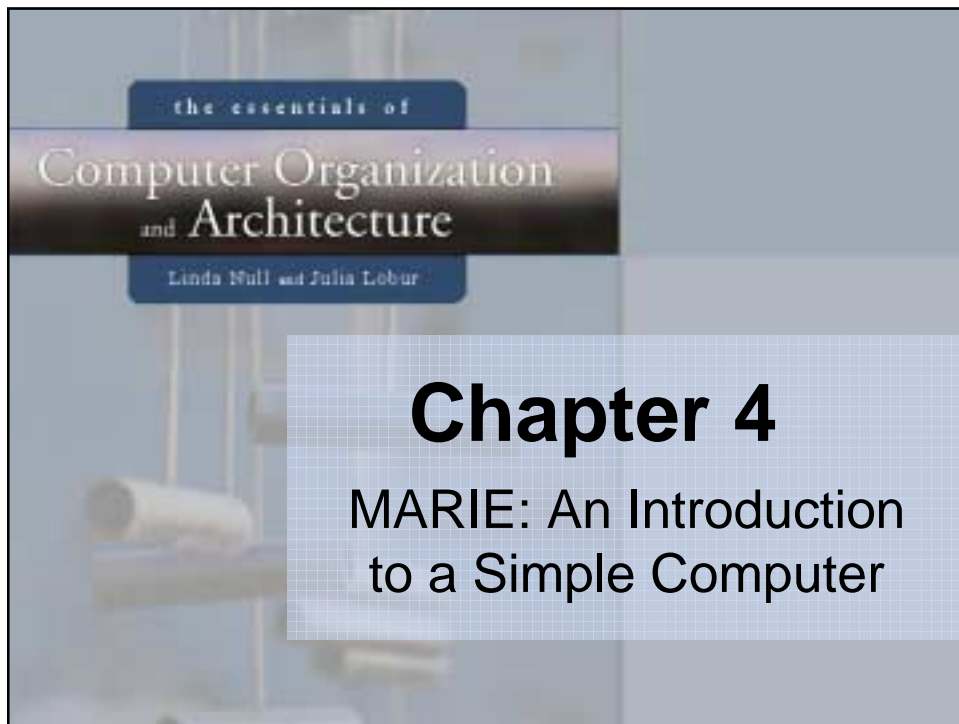 the essentials of
Computer Organization
and Architecture
Linda Null and Julia Lobur
Chapter 4
MARIE: An Introduction
to a Simple Computer